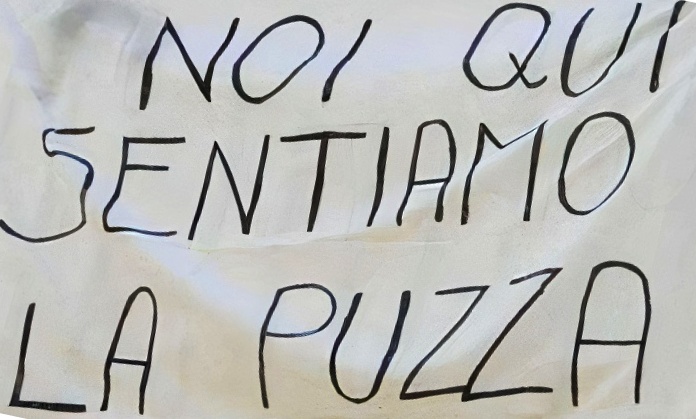 NOI QUI
SENTIAMO
LA PUZZA